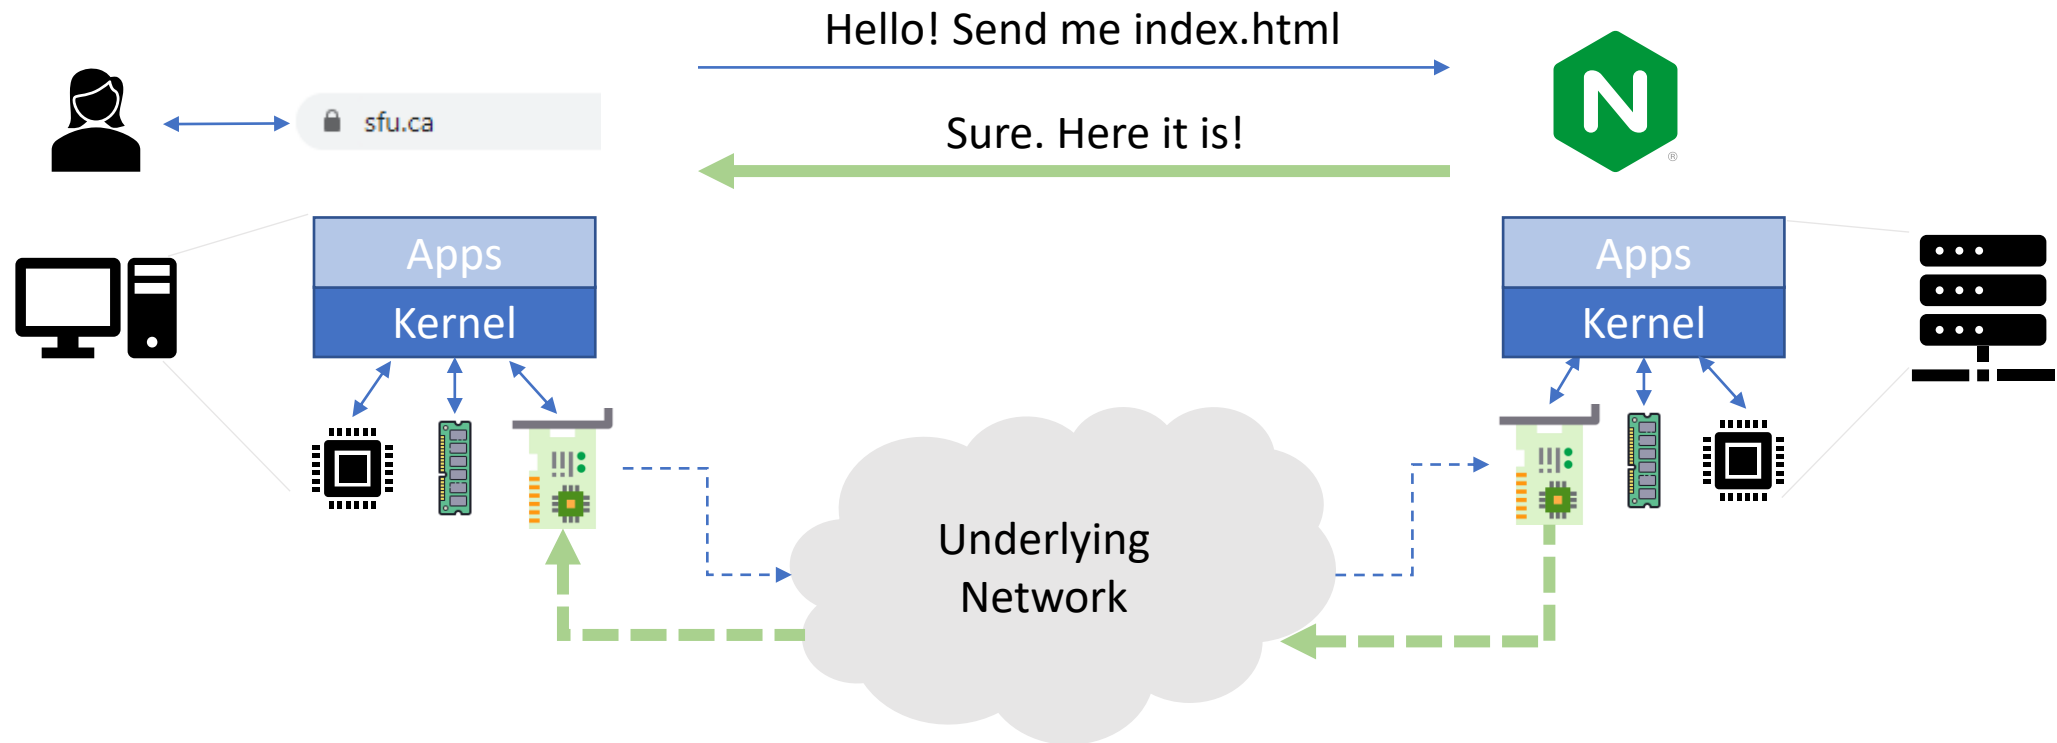 Hello! Send me index.html
sfu.ca
Sure. Here it is!
N
®
Apps
Kernel
Apps
Kernel
Underlying
Network